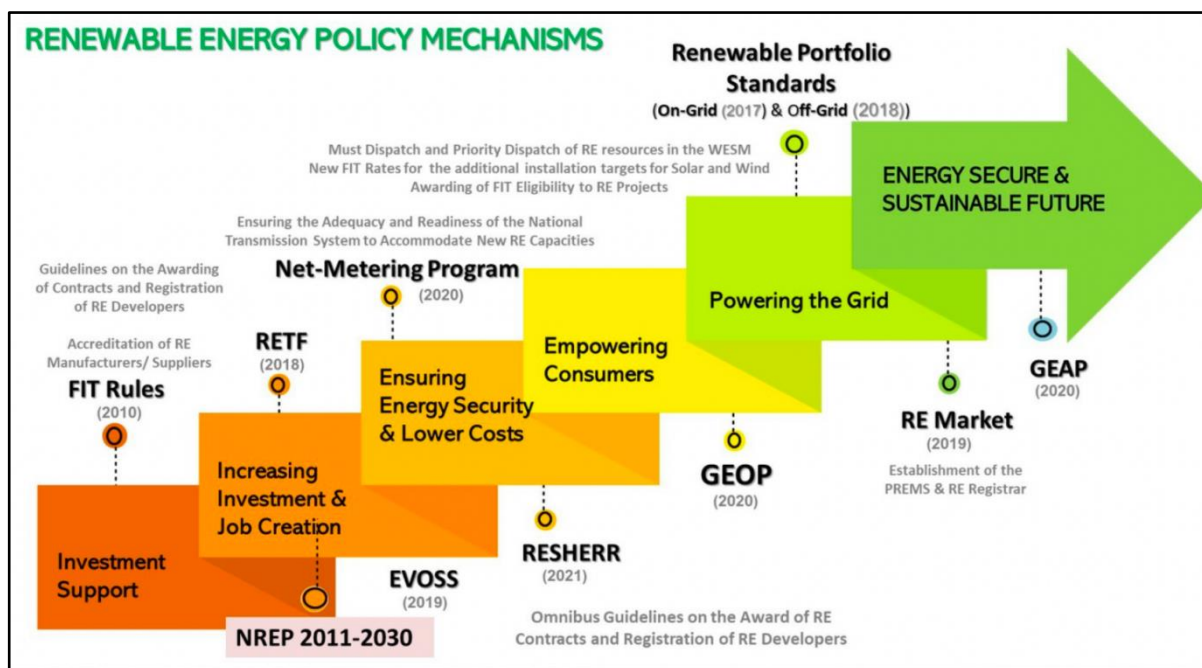 RENEWABLE ENERGY POLICY MECHANISMS
Renewable Portfolio
Standards
(On-Grid (2017) & Off-Grid (2018))
Must Dispatch and Priority Dispatch of RE resources in the WESM
New FIT Rates for the additional installation targets for Solar and Wind
Awarding of FIT Eligibility to RE Projects
ENERGY SECURE &
SUSTAINABLE FUTURE
Ensuring the Adequacy and Readiness of the National
Transmission System to Accommodate New RE Capacities
Net-Metering Program
(2020)
Guidelines on the Awarding
of Contracts and Registration
of RE Developers
Accreditation of RE
Manufacturers/ Suppliers
FIT Rules
(2010)
RETF
(2018)
Powering the Grid
Empowering
Consumers
Ensuring
Energy Security
& Lower Costs
GEAP
(2020)
RE Market
(2019)
Establishment of the
PREMS & RE Registrar
GEOP
(2020)
Increasing
Investment &
Job Creation
Investment
Support
RESHERR
(2021)
EVOSS
(2019)
Omnibus Guidelines on the Award of RE
Contracts and Registration of RE Developers
NREP 2011-2030